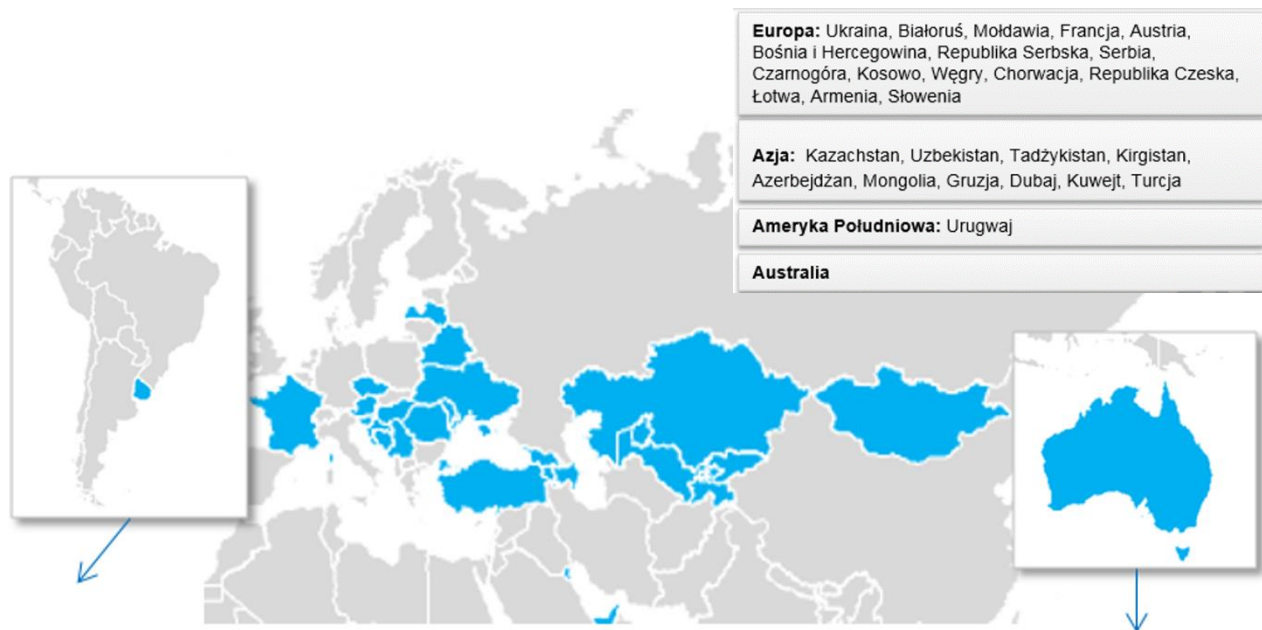 Europa: Ukraina, Białoruś, Mołdawia, Francja, Austria,
Bośnia i Hercegowina, Republika Serbska, Serbia,
Czarnogóra, Kosowo, Węgry, Chorwacja, Republika Czeska,
Łotwa, Armenia, Słowenia
Azja: Kazachstan, Uzbekistan, Tadżykistan, Kirgistan,
Azerbejdżan, Mongolia, Gruzja, Dubaj, Kuwejt, Turcja
Ameryka Południowa: Urugwaj
Australia